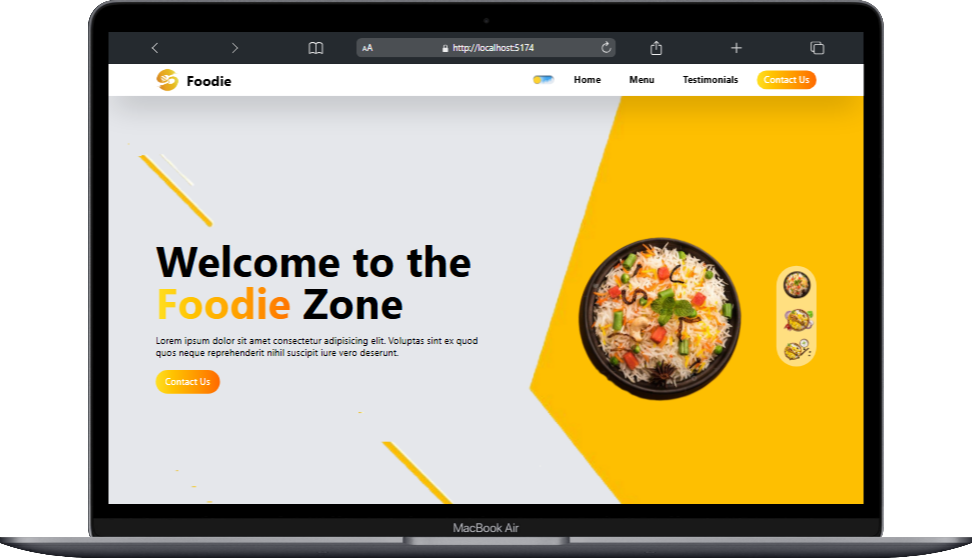 AA
http://localhost:5174
Foodie
Home
Menu
Testimonials
Contact Us
Welcome to the
Foodie Zone
Lorem ipsum dolor sit amet consectetur adipisicing elit. Voluptas sint ex quod
quos neque reprehenderit nihil suscipit iure vero deserunt.
Contact Us
MacBook Air